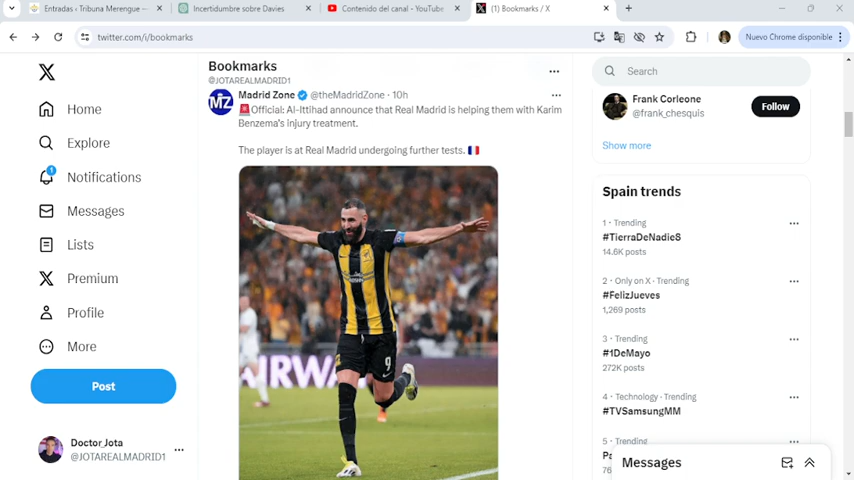 Entradas ‹ Tribuna Merengue —
Incertidumbre sobre Davies
Contenido del canal - YouTube
(1) Bookmarks / X
twitter.com/i/bookmarks
Nuevo Chrome disponible
Bookmarks
@JOTAREALMADRID1
Search
Home
Explore
1
Notifications
Messages
Lists
Premium
Profile
More
Post
Doctor Jota
@JOTAREALMADRID1
MZ
Madrid Zone @theMadridZone · 10h
🚨Official: Al-Ittihad announce that Real Madrid is helping them with Karim
Benzema's injury treatment.
The player is at Real Madrid undergoing further tests. 🇫🇷
9
Frank Corleone
@frank_chesquis
Follow
Show more
Spain trends
1 · Trending
#TierraDeNadie8
14.6K posts
2 · Only on X · Trending
#FelizJueves
1,269 posts
3 · Trending
#1DeMayo
272K posts
4 · Technology · Trending
#TVSamsungMM
5 · Trending
Messages